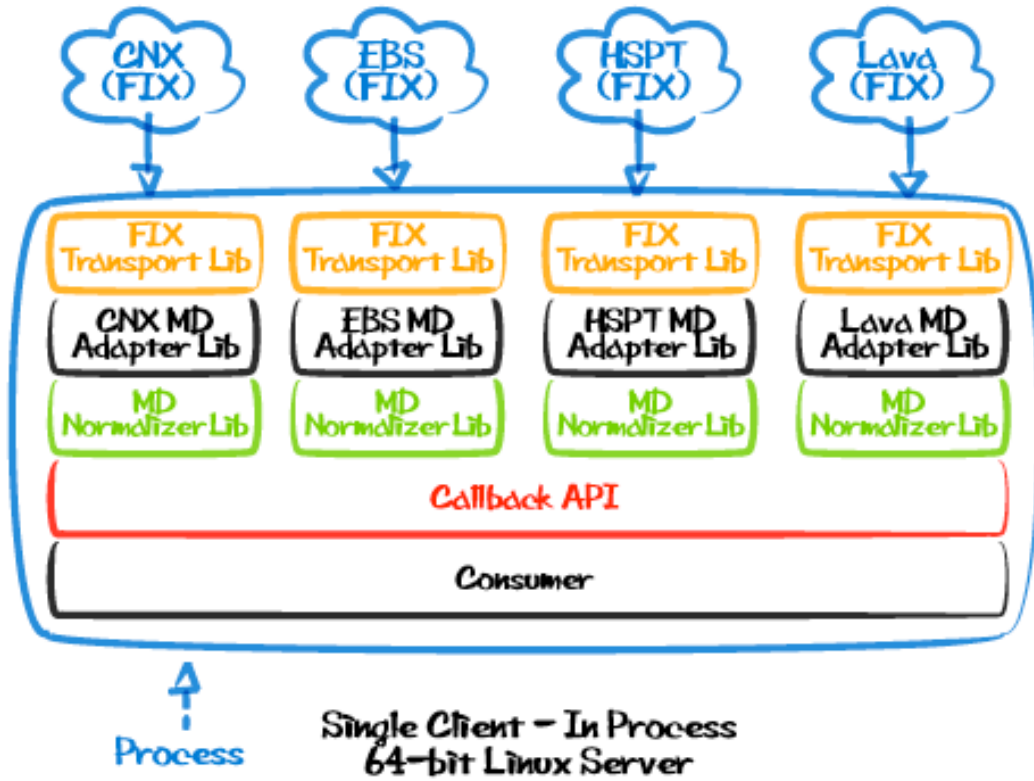 CNX
(FIX)
EBS
(FIX)
HSPT
(FIX)
Lava
(FIX)
FIX
Transport Lib
FIX
Transport Lib
FIX
Transport Lib
FIX
Transport Lib
CNX MD
Adapter Lib
EBS MD
Adapter Lib
HSPT MD
Adapter Lib
Lava MD
Adapter Lib
MD
Normalizer Lib
MD
Normalizer Lib
MD
Normalizer Lib
MD
Normalizer Lib
Callback API
Consumer
Process
Single Client - In Process
64-bit Linux Server